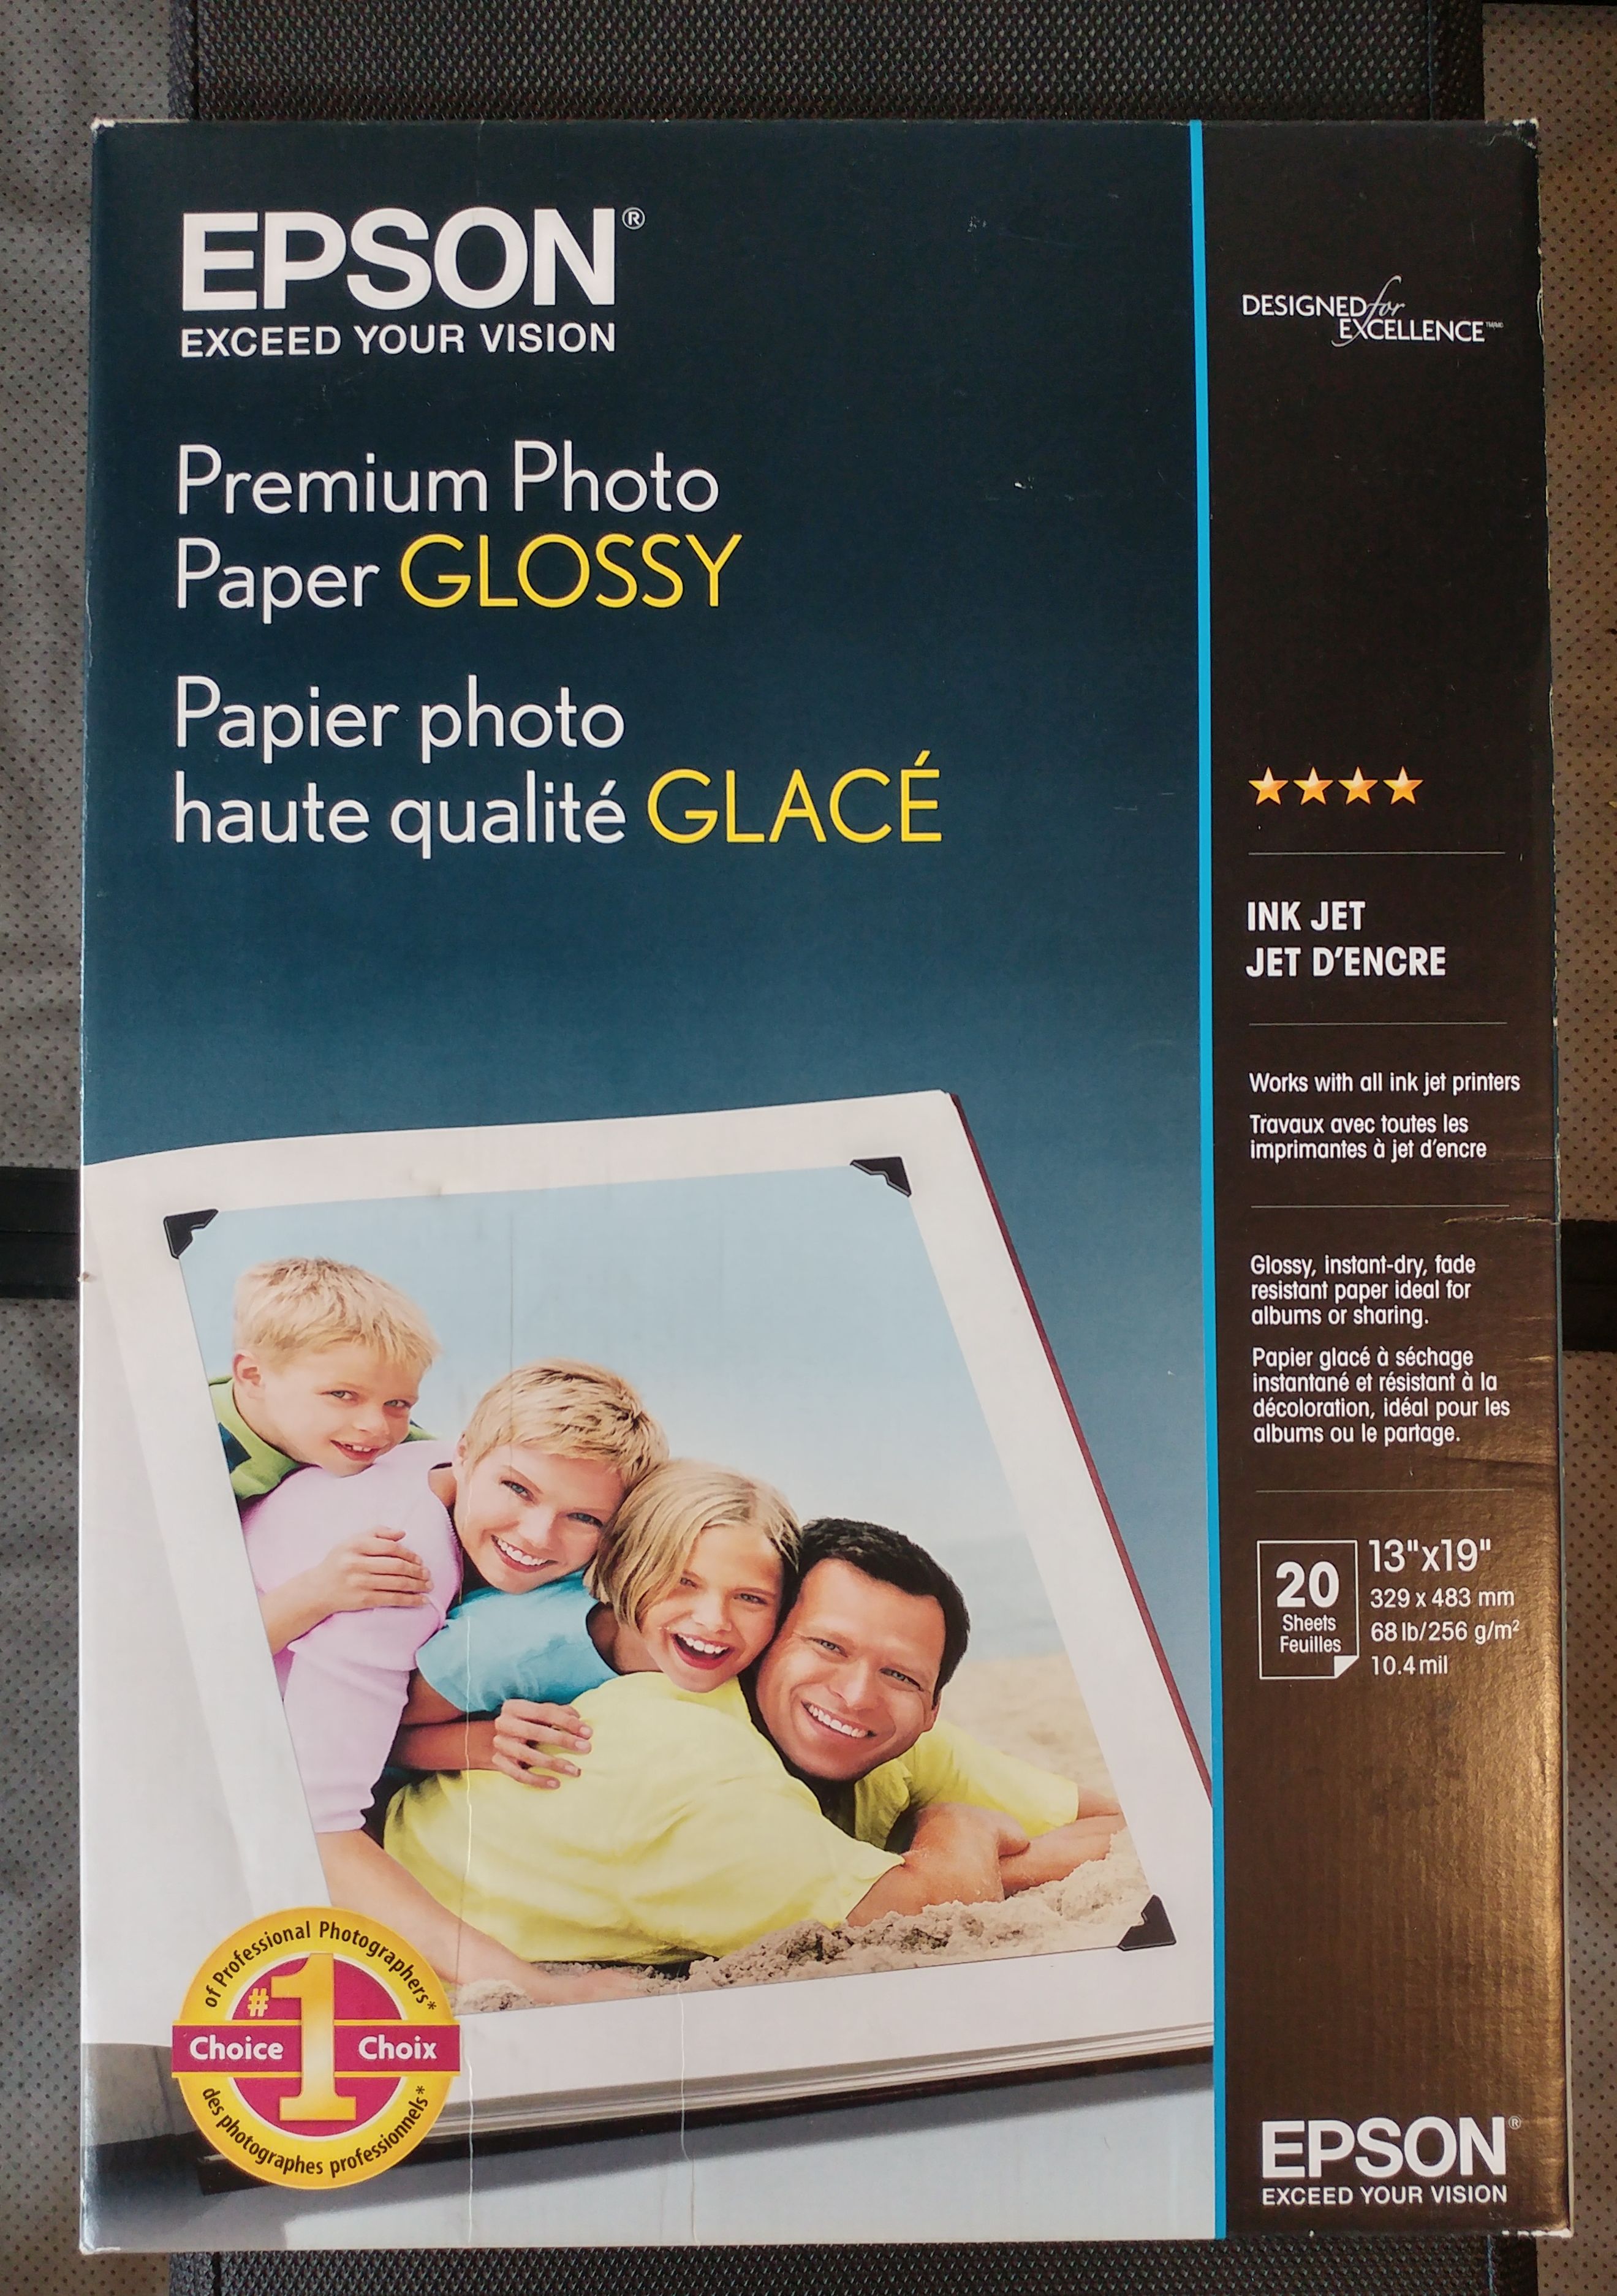 EPSON®
EXCEED YOUR VISION
Premium Photo
Paper GLOSSY
Papier photo
haute qualité GLACÉ
of Professional Photographers*
#1
Choice Choix
des photographes professionnels*
DESIGNED for
EXCELLENCE™/MC
INK JET
JET D'ENCRE
Works with all ink jet printers
Travaux avec toutes les
imprimantes à jet d'encre
Glossy, instant-dry, fade
resistant paper ideal for
albums or sharing.
Papier glacé à séchage
instantané et résistant à la
décoloration, idéal pour les
albums ou le partage.
20
Sheets
Feuilles
13"x19"
329 x 483 mm
68 lb/256 g/m²
10.4 mil
EPSON®
EXCEED YOUR VISION